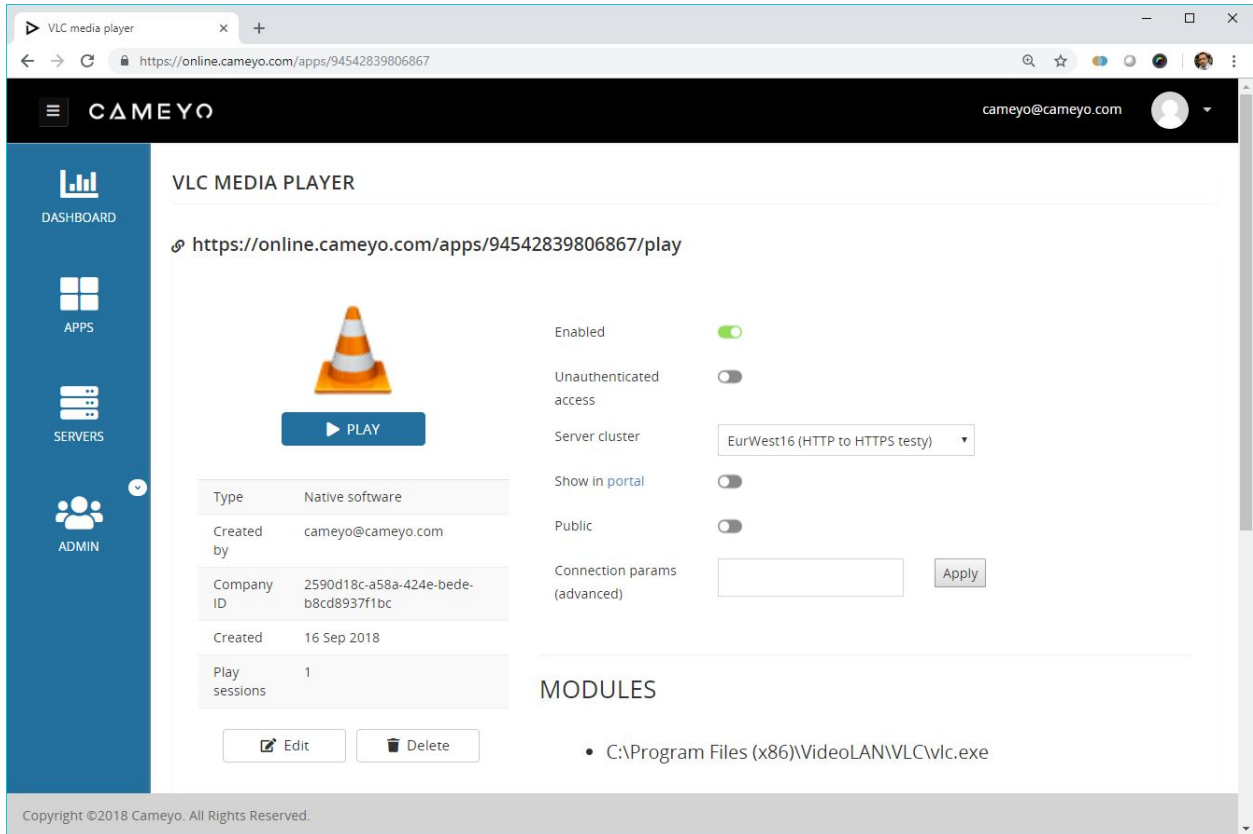 VLC media player
https://online.cameyo.com/apps/94542839806867
CAMEYO
cameyo@cameyo.com
DASHBOARD
APPS
SERVERS
ADMIN
VLC MEDIA PLAYER
https://online.cameyo.com/apps/94542839806867/play
PLAY
Type Native software
Created cameyo@cameyo.com
by
Company 2590d18c-a58a-424e-bede-
ID b8cd8937f1bc
Created 16 Sep 2018
Play 1
sessions
Edit Delete
Enabled
Unauthenticated
access
Server cluster EurWest16 (HTTP to HTTPS testy)
Show in portal
Public
Connection params Apply
(advanced)
MODULES
• C:\Program Files (x86)\VideoLAN\VLC\vlc.exe
Copyright ©2018 Cameyo. All Rights Reserved.